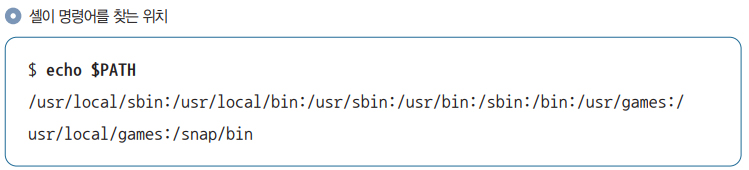 셸이 명령어를 찾는 위치
$ echo $PATH
/usr/local/sbin:/usr/local/bin:/usr/sbin:/usr/bin:/sbin:/bin:/usr/games:/
usr/local/games:/snap/bin